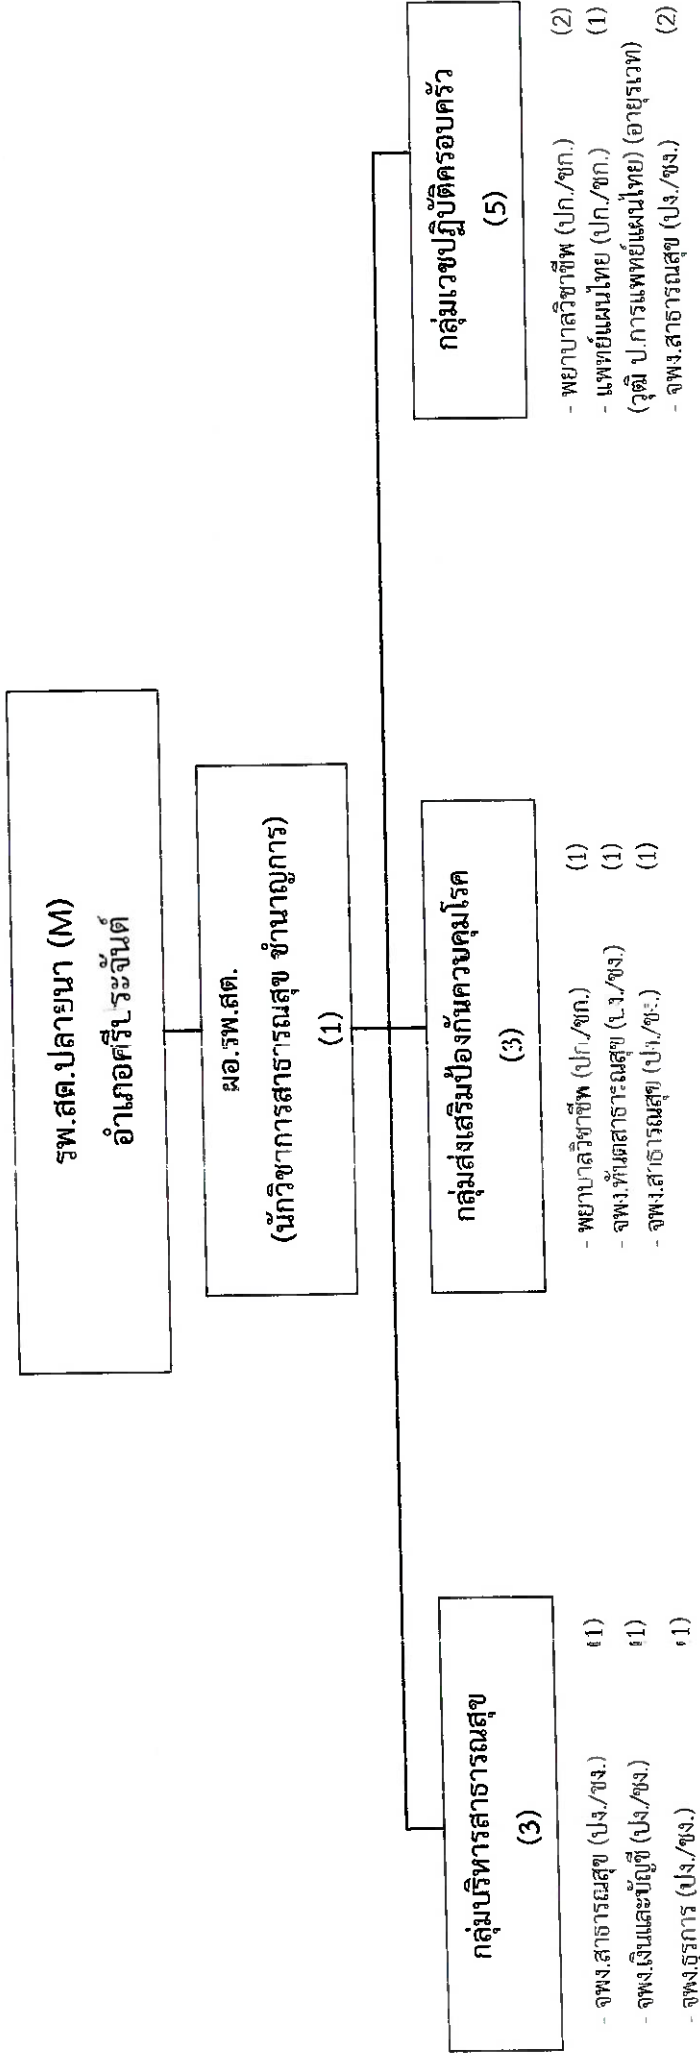 รพ.สต.ปลายนา (M)
อำเภอศรีประจันต์
ผอ.รพ.สต.
(นักวิชาการสาธารณสุข ชำนาญการ)
(1)
กลุ่มบริหารสาธารณสุข
(3)
- จพง.สาธารณสุข (ปง./ชง.) (1)
- จพง.เงินและบัญชี (ปง./ชง.) (1)
- จพง.ธุรการ (ปง./ชง.) (1)
กลุ่มส่งเสริมป้องกันควบคุมโรค
(3)
- พยาบาลวิชาชีพ (ปก./ชก.) (1)
- จพง.ทันตสาธารณสุข (ปง./ชง.) (1)
- จพง.สาธารณสุข (ปง./ชง.) (1)
กลุ่มเวชปฏิบัติครอบครัว
(5)
- พยาบาลวิชาชีพ (ปก./ชก.) (2)
- แพทย์แผนไทย (ปก./ชก.) (1)
(วุฒิ ป.การแพทย์แผนไทย) (อายุรเวท)
- จพง.สาธารณสุข (ปง./ชง.) (2)